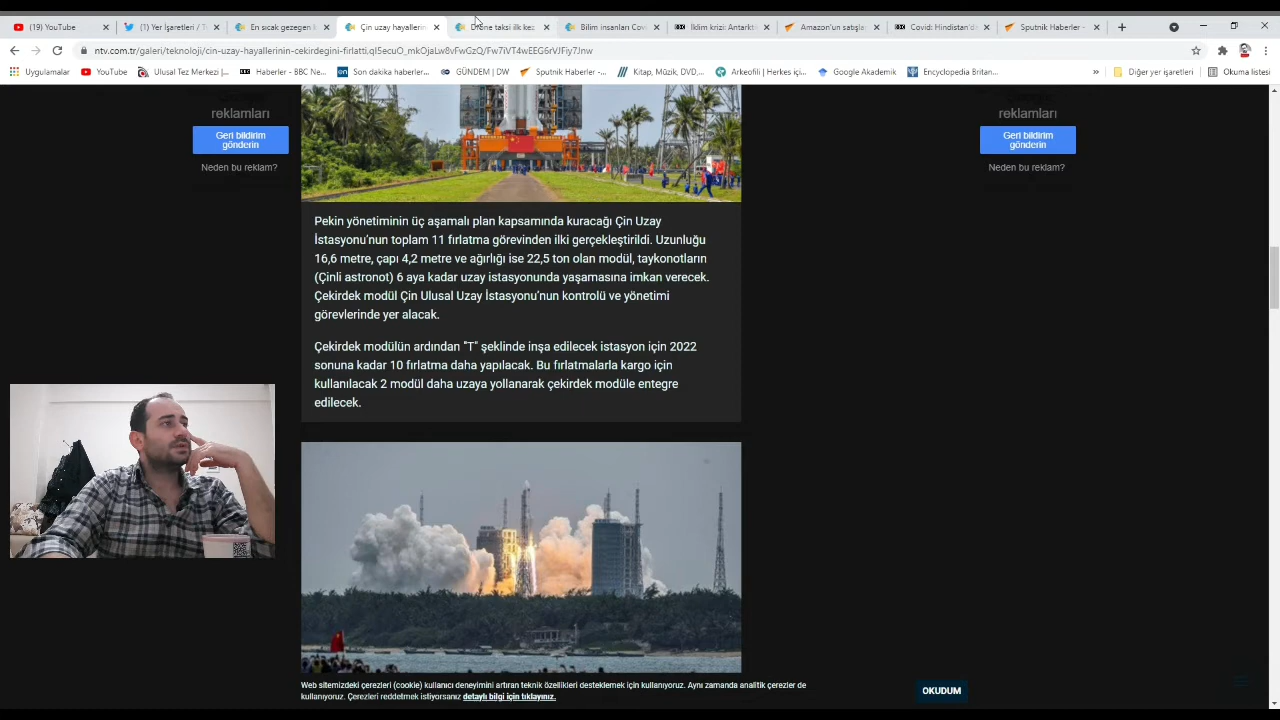 (19) YouTube
(1) Yer İşaretleri / T
En sıcak gezegen k
Çin uzay hayallerin
Drone taksi ilk kez
Bilim insanları Cov
İklim krizi: Antarkt
Amazon'un satışla
Covid: Hindistan'd
Sputnik Haberler -
ntv.com.tr/galeri/teknoloji/cin-uzay-hayallerinin-cekirdegini-firlatti
Uygulamalar
YouTube
Ulusal Tez Merkezi |...
Haberler - BBC Ne...
Son dakika haberler...
GÜNDEM | DW
Sputnik Haberler -...
Kitap, Müzik, DVD,...
Arkeofili | Herkes içi...
Google Akademik
Encyclopedia Britan...
»
Diğer yer işaretleri
Okuma listesi
reklamları
Geri bildirim
gönderin
Neden bu reklam?
reklamları
Geri bildirim
gönderin
Neden bu reklam?
Pekin yönetiminin üç aşamalı plan kapsamında kuracağı Çin Uzay
İstasyonu'nun toplam 11 fırlatma görevinden ilki gerçekleştirildi. Uzunluğu
16,6 metre, çapı 4,2 metre ve ağırlığı ise 22,5 ton olan modül, taykonotların
(Çinli astronot) 6 aya kadar uzay istasyonunda yaşamasına imkan verecek.
Çekirdek modül Çin Ulusal Uzay İstasyonu'nun kontrolü ve yönetimi
görevlerinde yer alacak.
Çekirdek modülün ardından "T" şeklinde inşa edilecek istasyon için 2022
sonuna kadar 10 fırlatma daha yapılacak. Bu fırlatmalarla kargo için
kullanılacak 2 modül daha uzaya yollanarak çekirdek modüle entegre
edilecek.
Web sitemizdeki çerezleri (cookie) kullanıcı deneyimini artıran teknik özellikleri desteklemek için kullanıyoruz. Aynı zamanda analitik çerezler de
kullanıyoruz. Çerezleri reddetmek istiyorsanız detaylı bilgi için tıklayınız.
OKUDUM